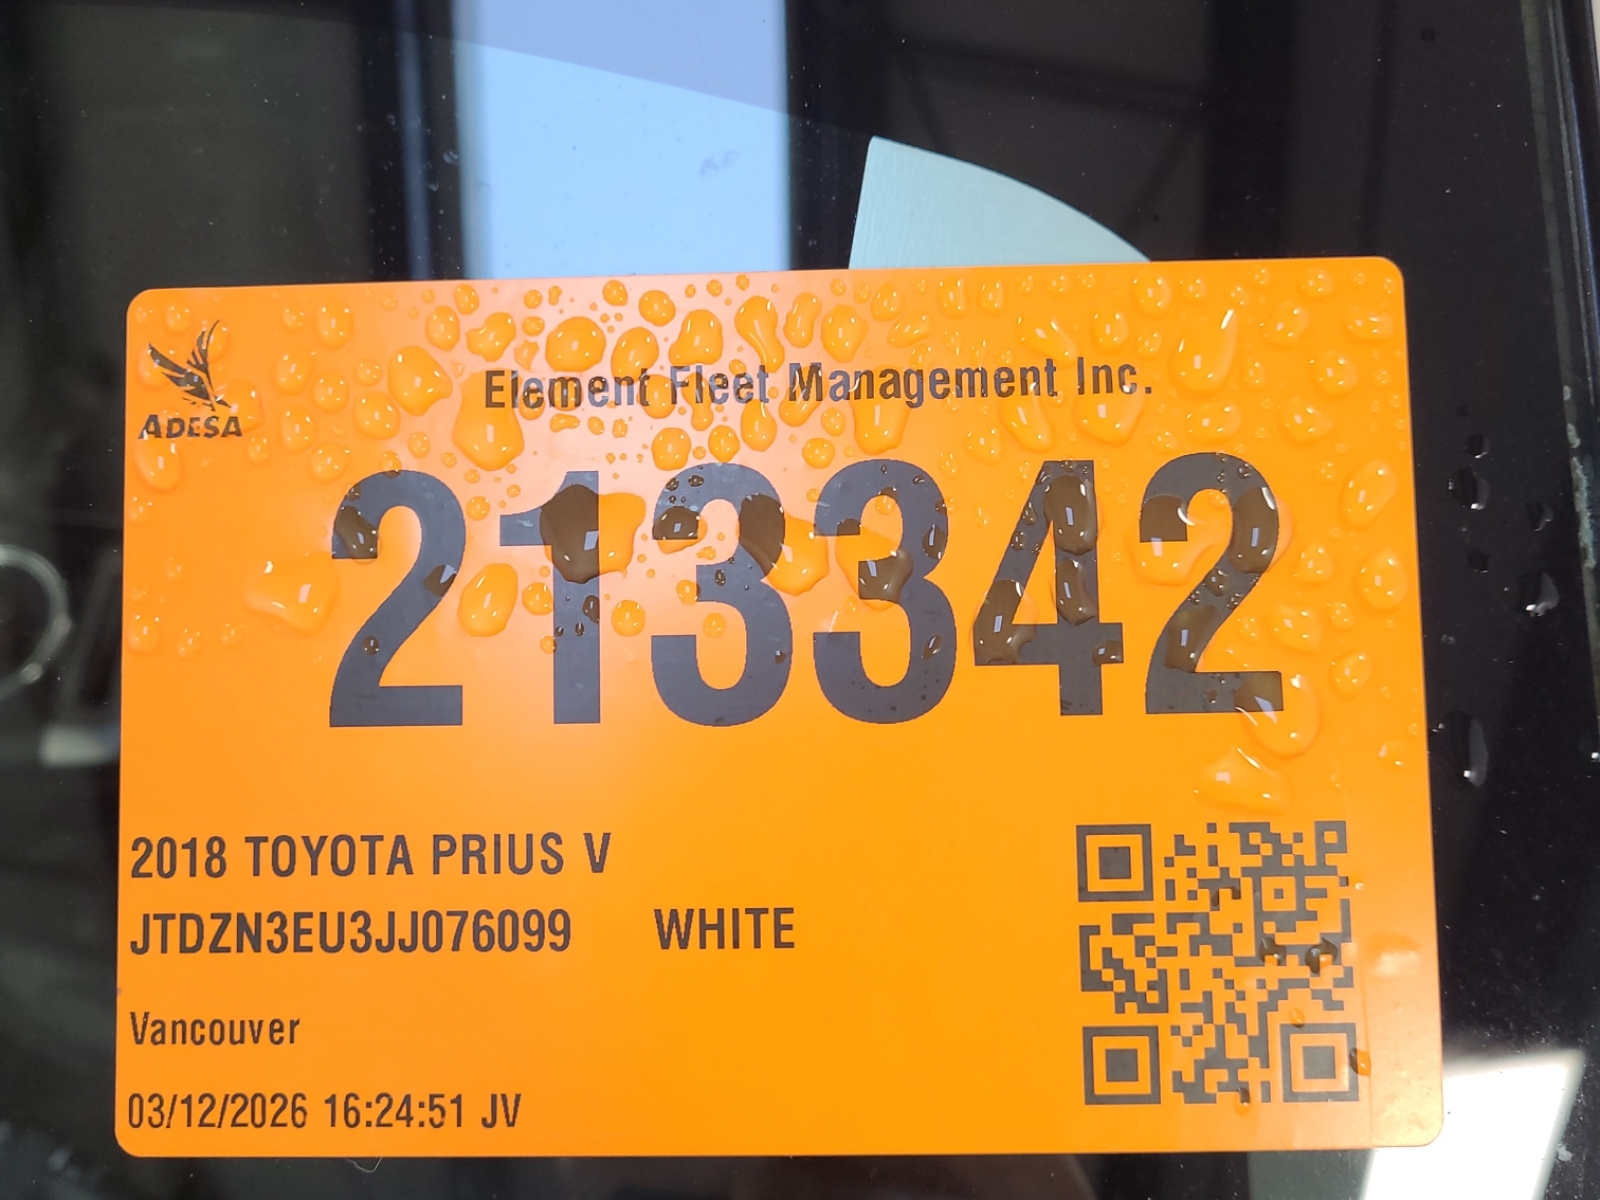 ADESA
Element Fleet Management Inc.
213342
2018 TOYOTA PRIUS V
JTDZN3EU3JJ076099 WHITE
Vancouver
03/12/2026 16:24:51 JV